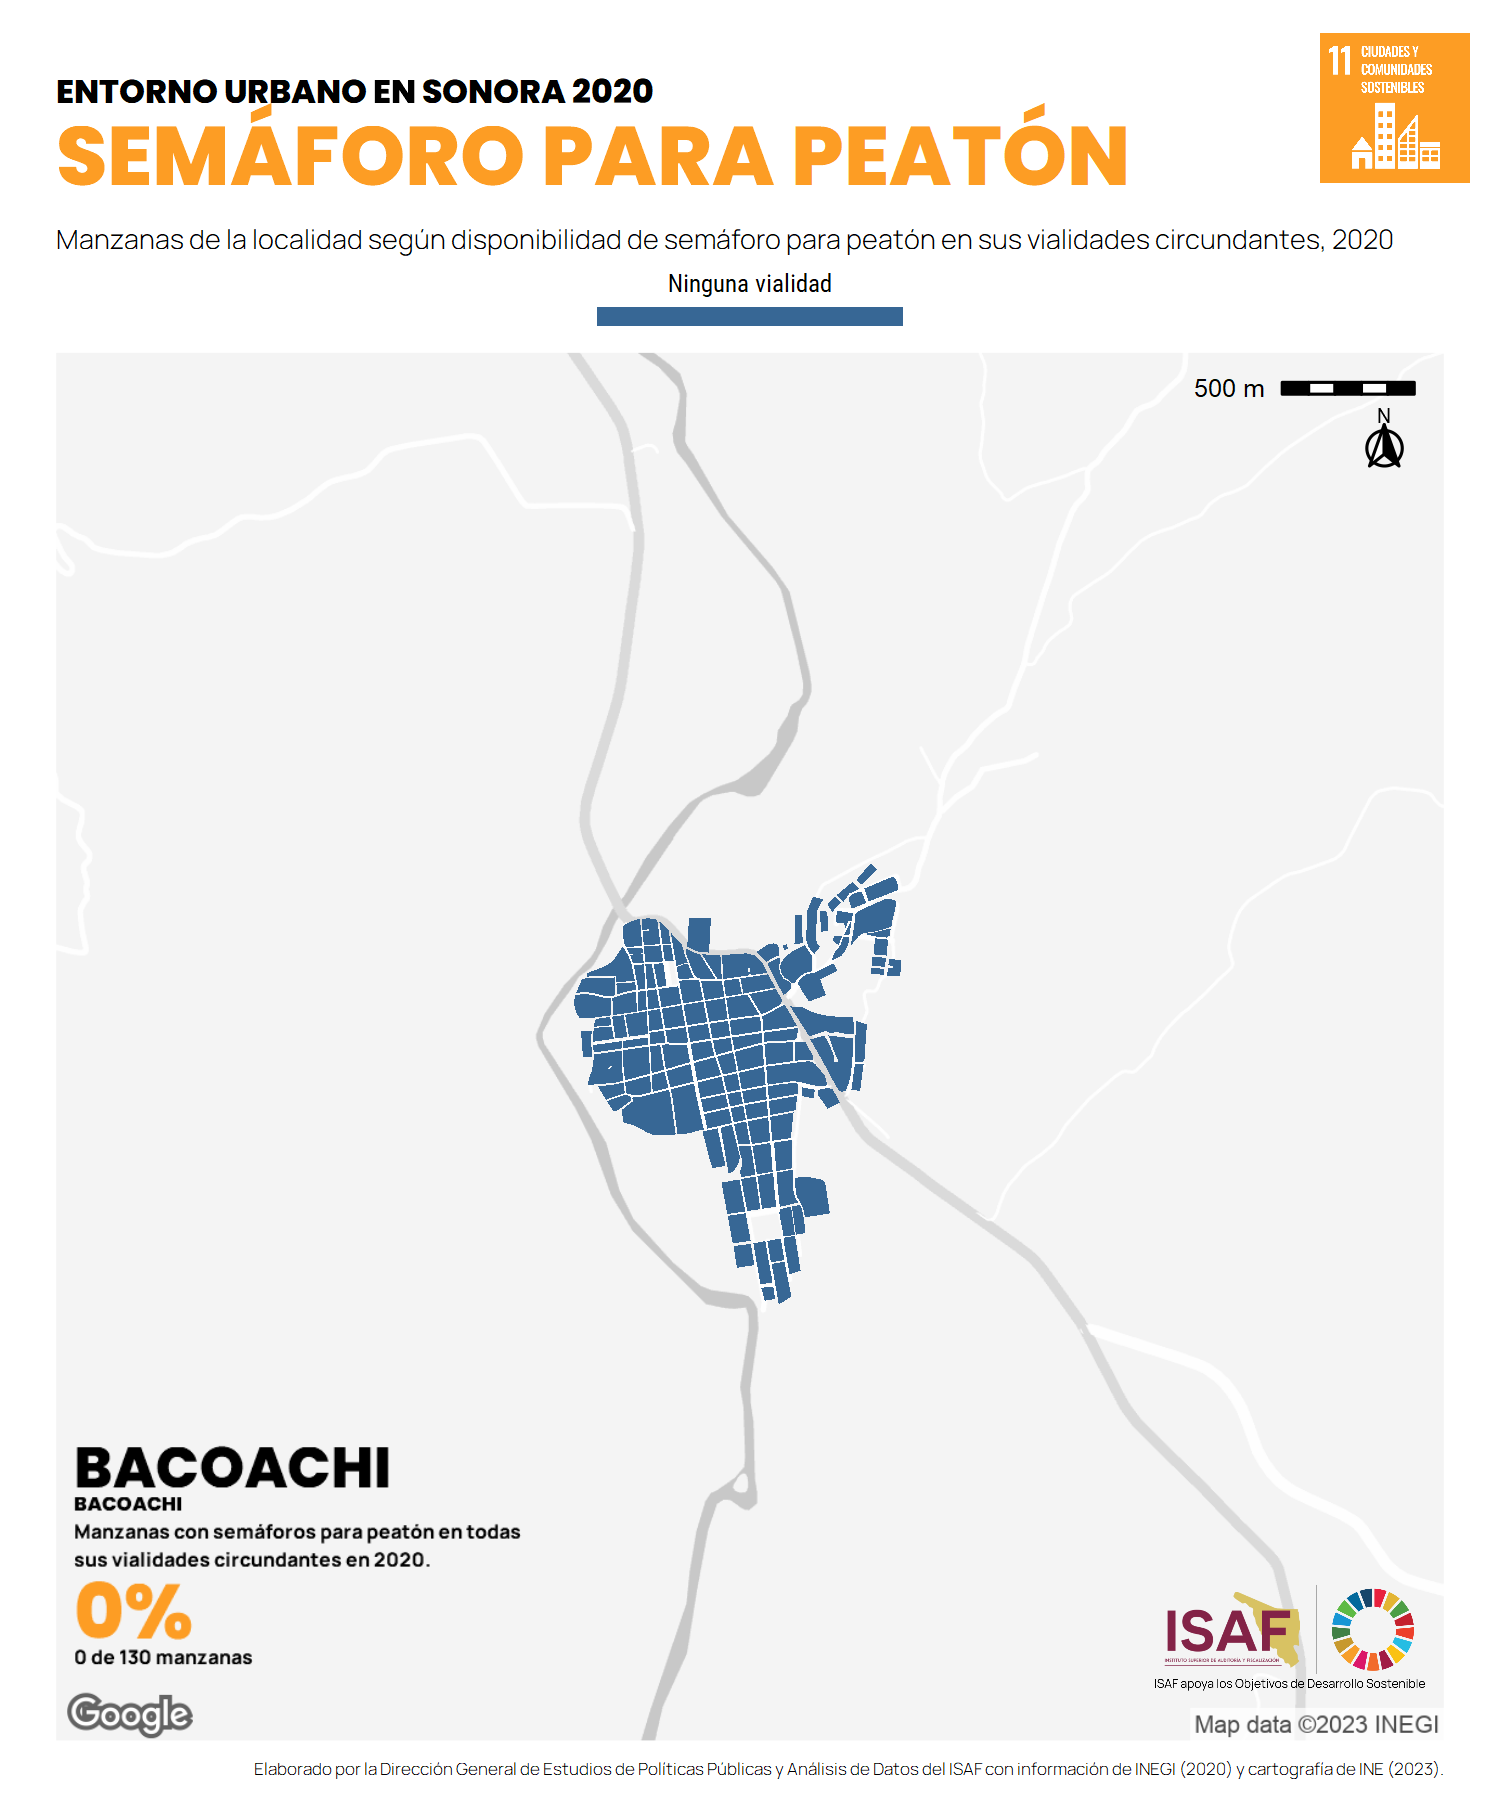 11 CIUDADES Y
COMUNIDADES
SOSTENIBLES
ENTORNO URBANO EN SONORA 2020
SEMÁFORO PARA PEATÓN
Manzanas de la localidad según disponibilidad de semáforo para peatón en sus vialidades circundantes, 2020
Ninguna vialidad
500 m
N
BACOACHI
BACOACHI
Manzanas con semáforos para peatón en todas
sus vialidades circundantes en 2020.
0%
0 de 130 manzanas
ISAF
INSTITUTO SUPERIOR DE AUDITORÍA Y FISCALIZACIÓN
ISAF apoya los Objetivos de Desarrollo Sostenible
Google
Map data ©2023 INEGI
Elaborado por la Dirección General de Estudios de Políticas Públicas y Análisis de Datos del ISAF con información de INEGI (2020) y cartografía de INE (2023).